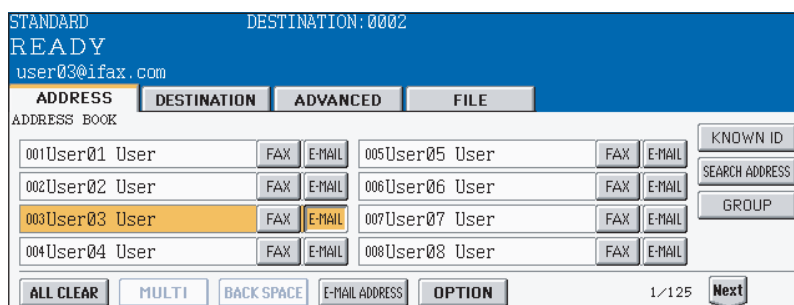 STANDARD DESTINATION:0002
READY
user03@ifax.com
ADDRESS DESTINATION ADVANCED FILE
ADDRESS BOOK
KNOWN ID
001User01 User FAX E-MAIL 005User05 User FAX E-MAIL
SEARCH ADDRESS
002User02 User FAX E-MAIL 006User06 User FAX E-MAIL
GROUP
003User03 User FAX E-MAIL 007User07 User FAX E-MAIL
004User04 User FAX E-MAIL 008User08 User FAX E-MAIL
ALL CLEAR MULTI BACK SPACE E-MAIL ADDRESS OPTION 1/125 Next